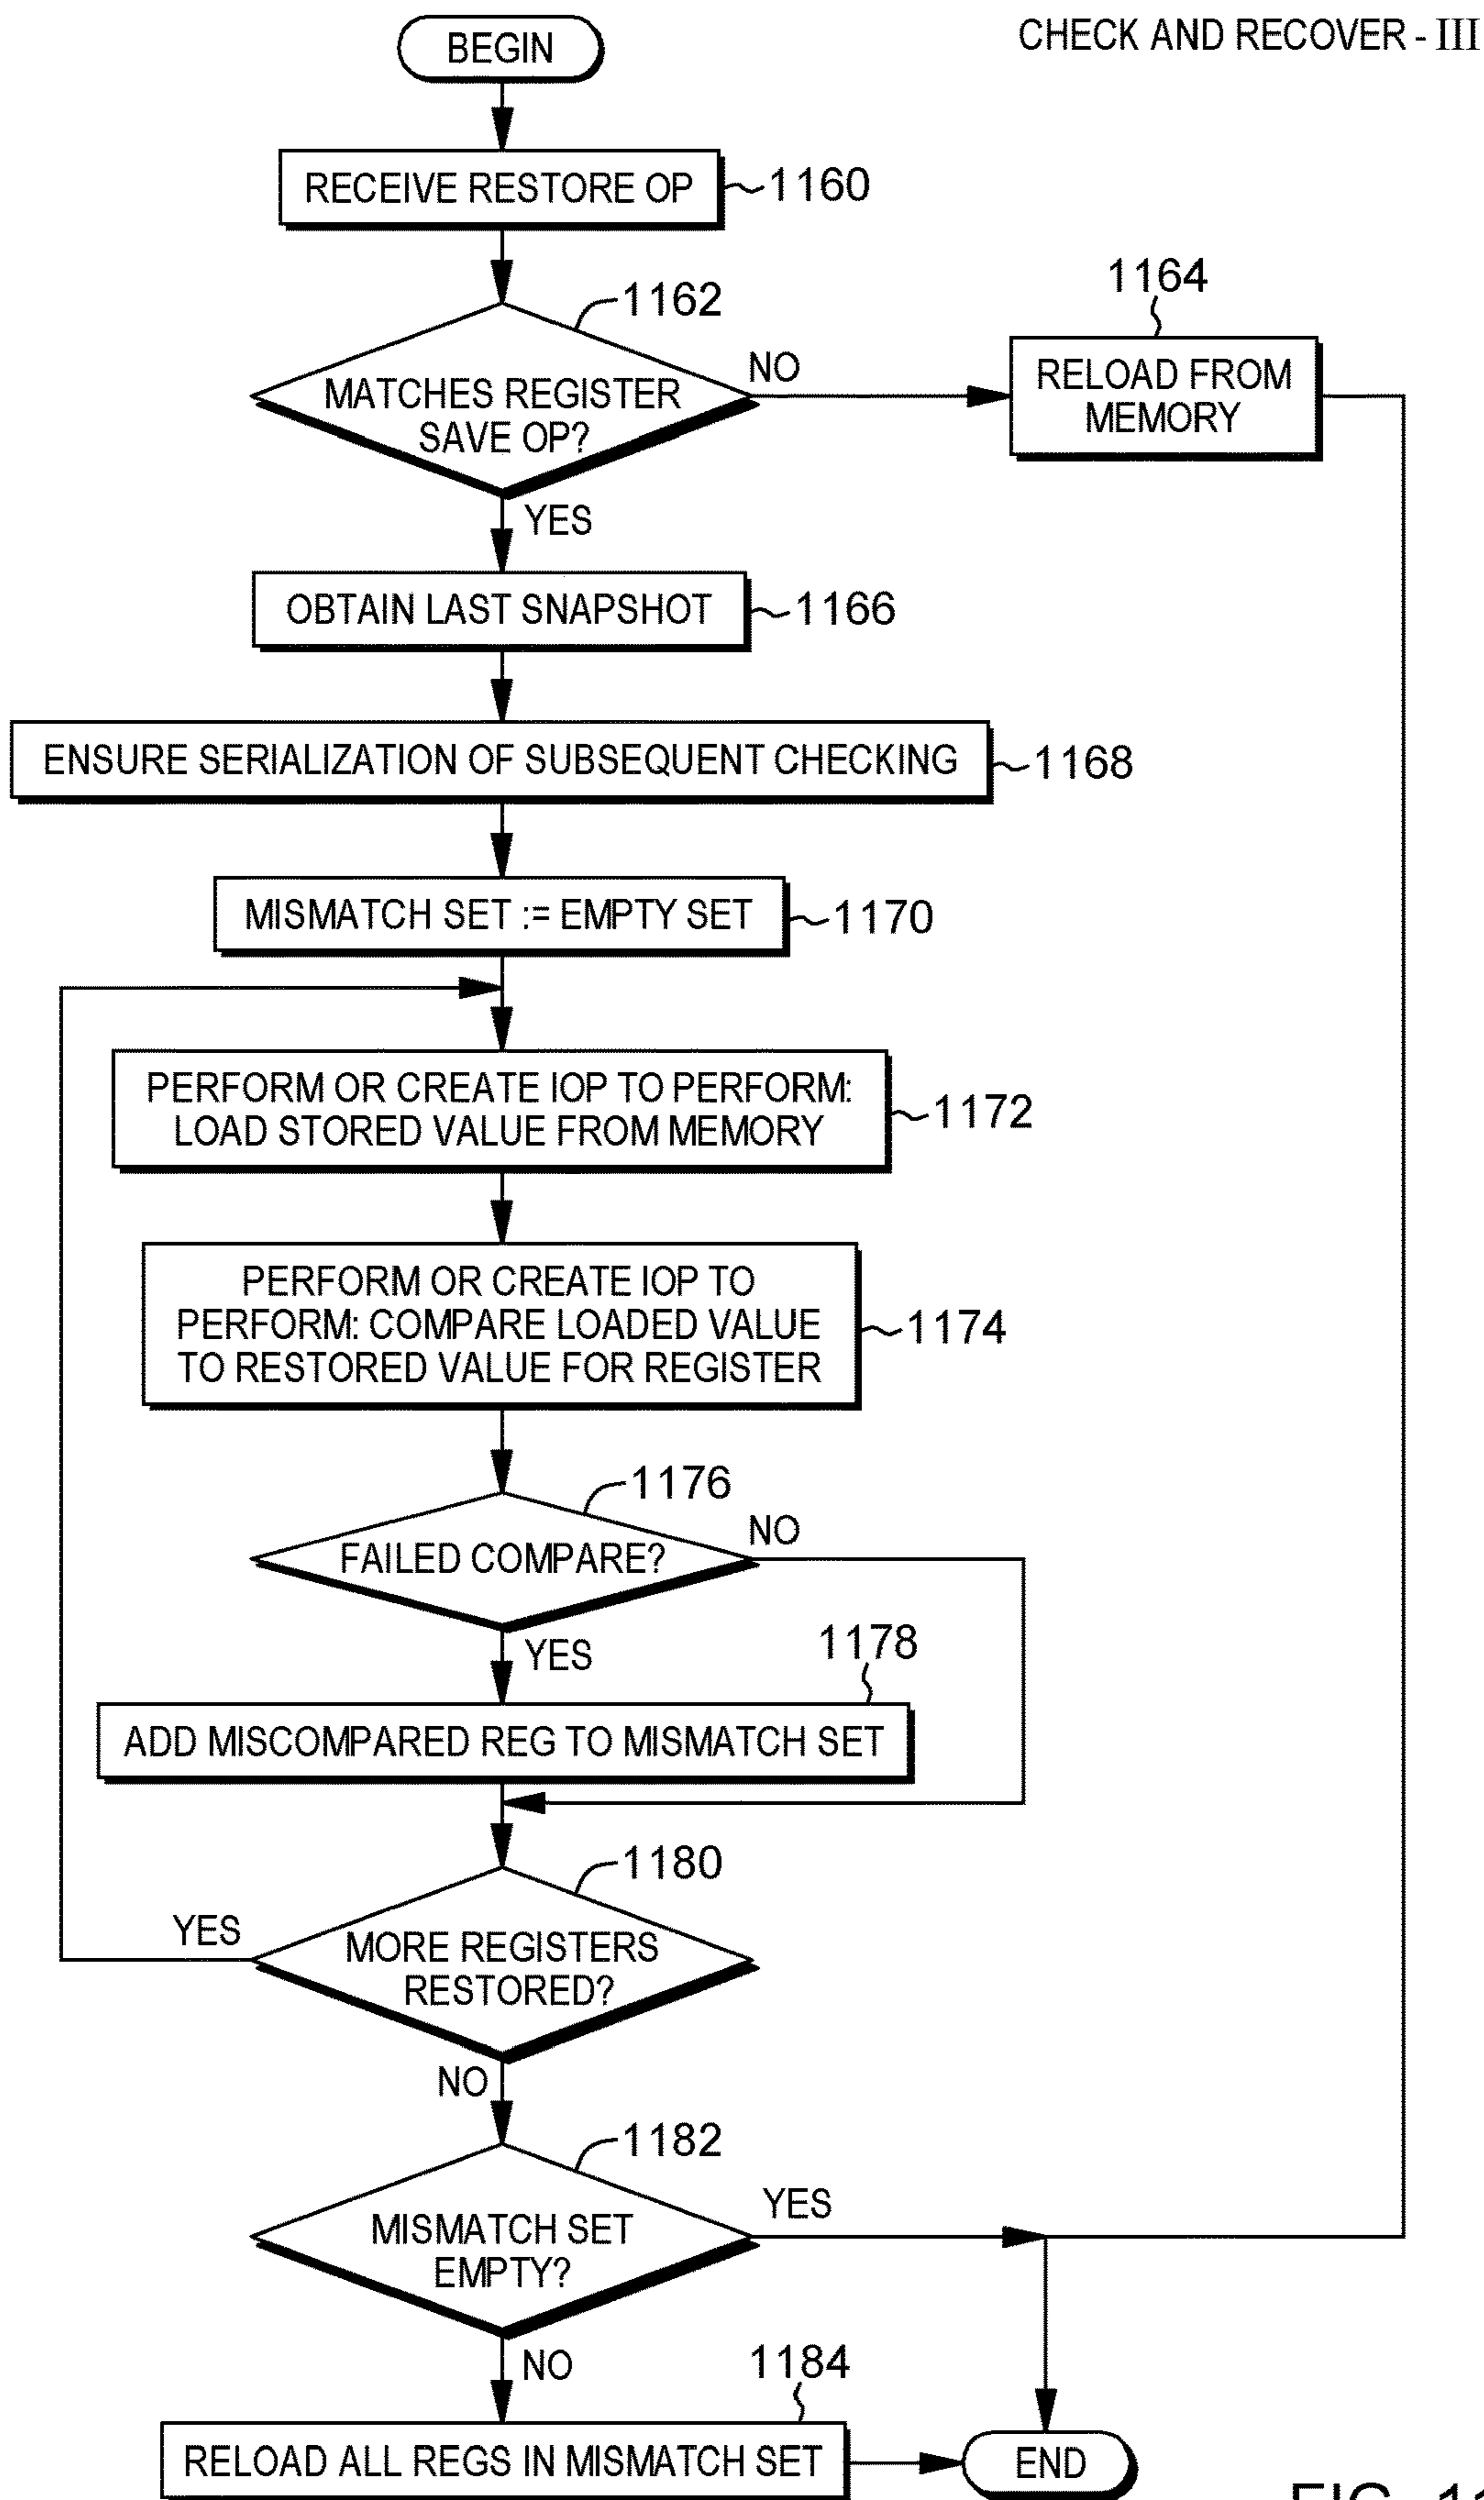 CHECK AND RECOVER - III
BEGIN
RECEIVE RESTORE OP
1160
1162
MATCHES REGISTER
SAVE OP?
NO
1164
RELOAD FROM
MEMORY
YES
OBTAIN LAST SNAPSHOT
1166
ENSURE SERIALIZATION OF SUBSEQUENT CHECKING
1168
MISMATCH SET := EMPTY SET
1170
PERFORM OR CREATE IOP TO PERFORM:
LOAD STORED VALUE FROM MEMORY
1172
PERFORM OR CREATE IOP TO
PERFORM: COMPARE LOADED VALUE
TO RESTORED VALUE FOR REGISTER
1174
1176
FAILED COMPARE?
NO
YES
1178
ADD MISCOMPARED REG TO MISMATCH SET
1180
YES
MORE REGISTERS
RESTORED?
NO
1182
MISMATCH SET
EMPTY?
YES
NO
1184
RELOAD ALL REGS IN MISMATCH SET
END